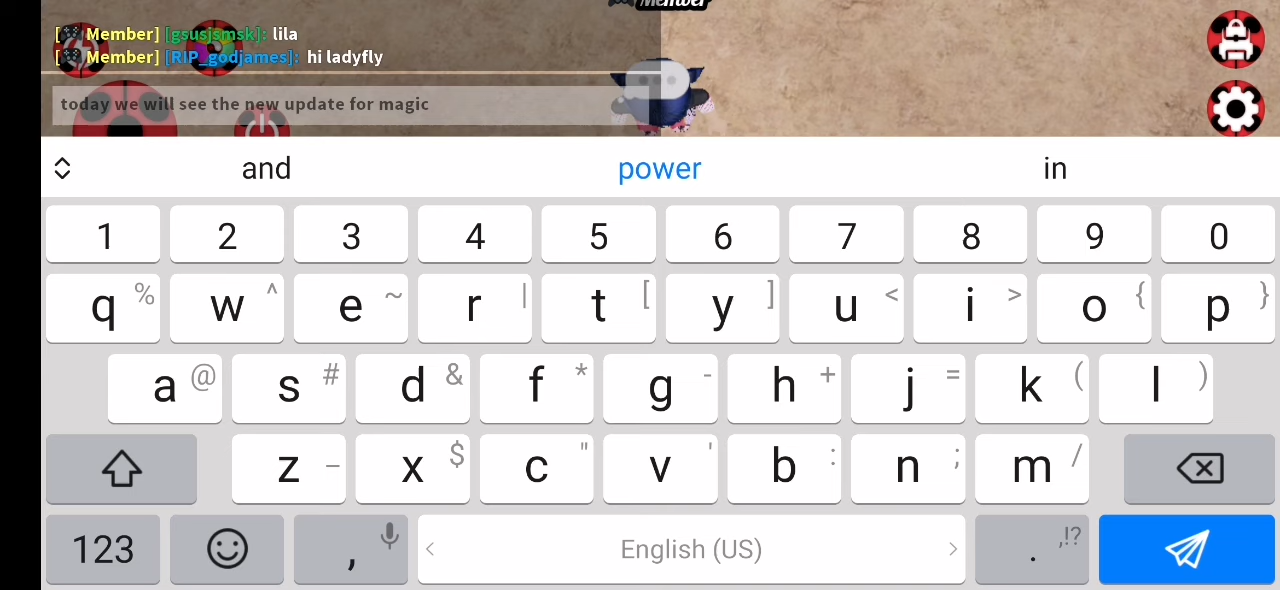 Member
[🎮 Member] [gsusjsmsk]: lila
[🎮 Member] [RIP_godjames]: hi ladyfly
today we will see the new update for magic
and power in
1 2 3 4 5 6 7 8 9 0
q % w ^ e ~ r | t [ y ] u < i > o { p }
a @ s # d & f * g - h + j = k ( l )
z _ x $ c " v ' b : n ; m /
123 , < English (US) > . ,!?